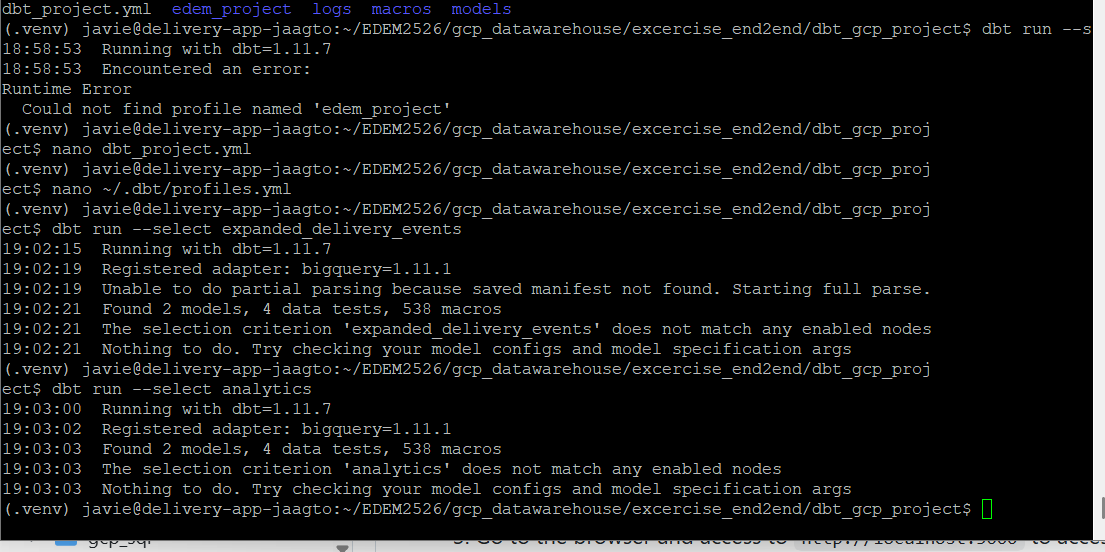 dbt_project.yml  edem_project  logs  macros  models
(.venv) javie@delivery-app-jaagto:~/EDEM2526/gcp_datawarehouse/excercise_end2end/dbt_gcp_project$ dbt run --s
18:58:53  Running with dbt=1.11.7
18:58:53  Encountered an error:
Runtime Error
  Could not find profile named 'edem_project'
(.venv) javie@delivery-app-jaagto:~/EDEM2526/gcp_datawarehouse/excercise_end2end/dbt_gcp_proj
ect$ nano dbt_project.yml
(.venv) javie@delivery-app-jaagto:~/EDEM2526/gcp_datawarehouse/excercise_end2end/dbt_gcp_proj
ect$ nano ~/.dbt/profiles.yml
(.venv) javie@delivery-app-jaagto:~/EDEM2526/gcp_datawarehouse/excercise_end2end/dbt_gcp_proj
ect$ dbt run --select expanded_delivery_events
19:02:15  Running with dbt=1.11.7
19:02:19  Registered adapter: bigquery=1.11.1
19:02:19  Unable to do partial parsing because saved manifest not found. Starting full parse.
19:02:21  Found 2 models, 4 data tests, 538 macros
19:02:21  The selection criterion 'expanded_delivery_events' does not match any enabled nodes
19:02:21  Nothing to do. Try checking your model configs and model specification args
(.venv) javie@delivery-app-jaagto:~/EDEM2526/gcp_datawarehouse/excercise_end2end/dbt_gcp_proj
ect$ dbt run --select analytics
19:03:00  Running with dbt=1.11.7
19:03:02  Registered adapter: bigquery=1.11.1
19:03:03  Found 2 models, 4 data tests, 538 macros
19:03:03  The selection criterion 'analytics' does not match any enabled nodes
19:03:03  Nothing to do. Try checking your model configs and model specification args
(.venv) javie@delivery-app-jaagto:~/EDEM2526/gcp_datawarehouse/excercise_end2end/dbt_gcp_project$
gcp_sql
Go to the browser and access to